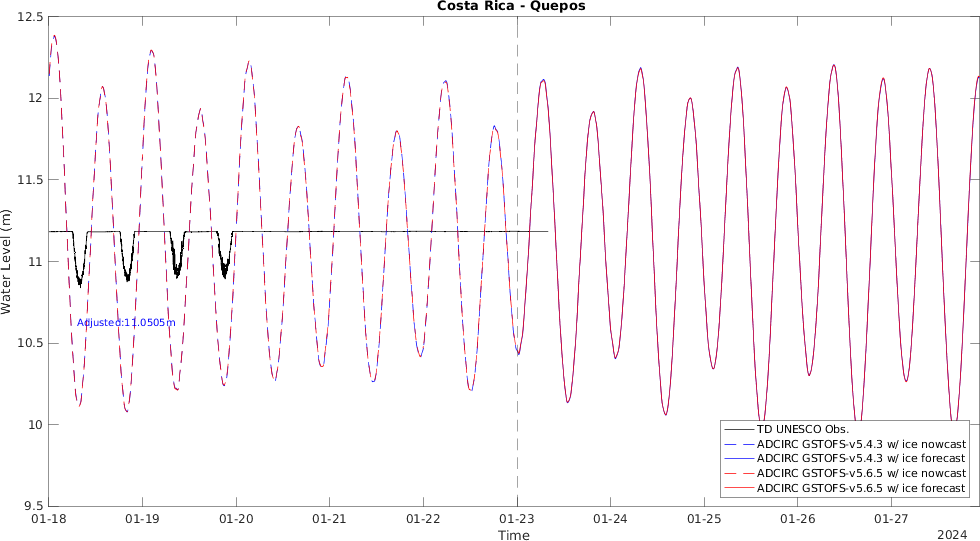 Costa Rica - Quepos
12.5
12
11.5
11
10.5
10
9.5
Water Level (m)
Adjusted:11.0505m
TD UNESCO Obs.
ADCIRC GSTOFS-v5.4.3 w/ ice nowcast
ADCIRC GSTOFS-v5.4.3 w/ ice forecast
ADCIRC GSTOFS-v5.6.5 w/ ice nowcast
ADCIRC GSTOFS-v5.6.5 w/ ice forecast
01-18 01-19 01-20 01-21 01-22 01-23 01-24 01-25 01-26 01-27
Time
2024